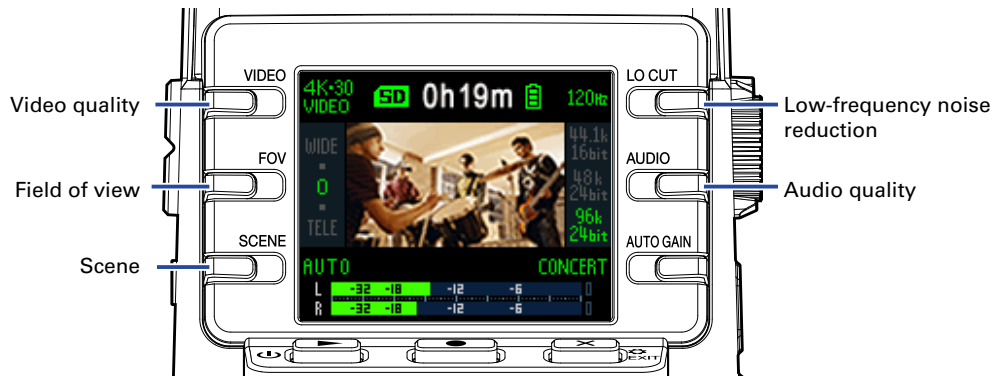 VIDEO
FOV
SCENE
Video quality
Field of view
Scene
4K•30
VIDEO
SD
0h19m
120Hz
WIDE
0
TELE
44.1k
16bit
48k
24bit
96k
24bit
AUTO
CONCERT
L -32 -18 -12 -6 0
R -32 -18 -12 -6 0
LO CUT
AUDIO
AUTO GAIN
Low-frequency noise
reduction
Audio quality
EXIT